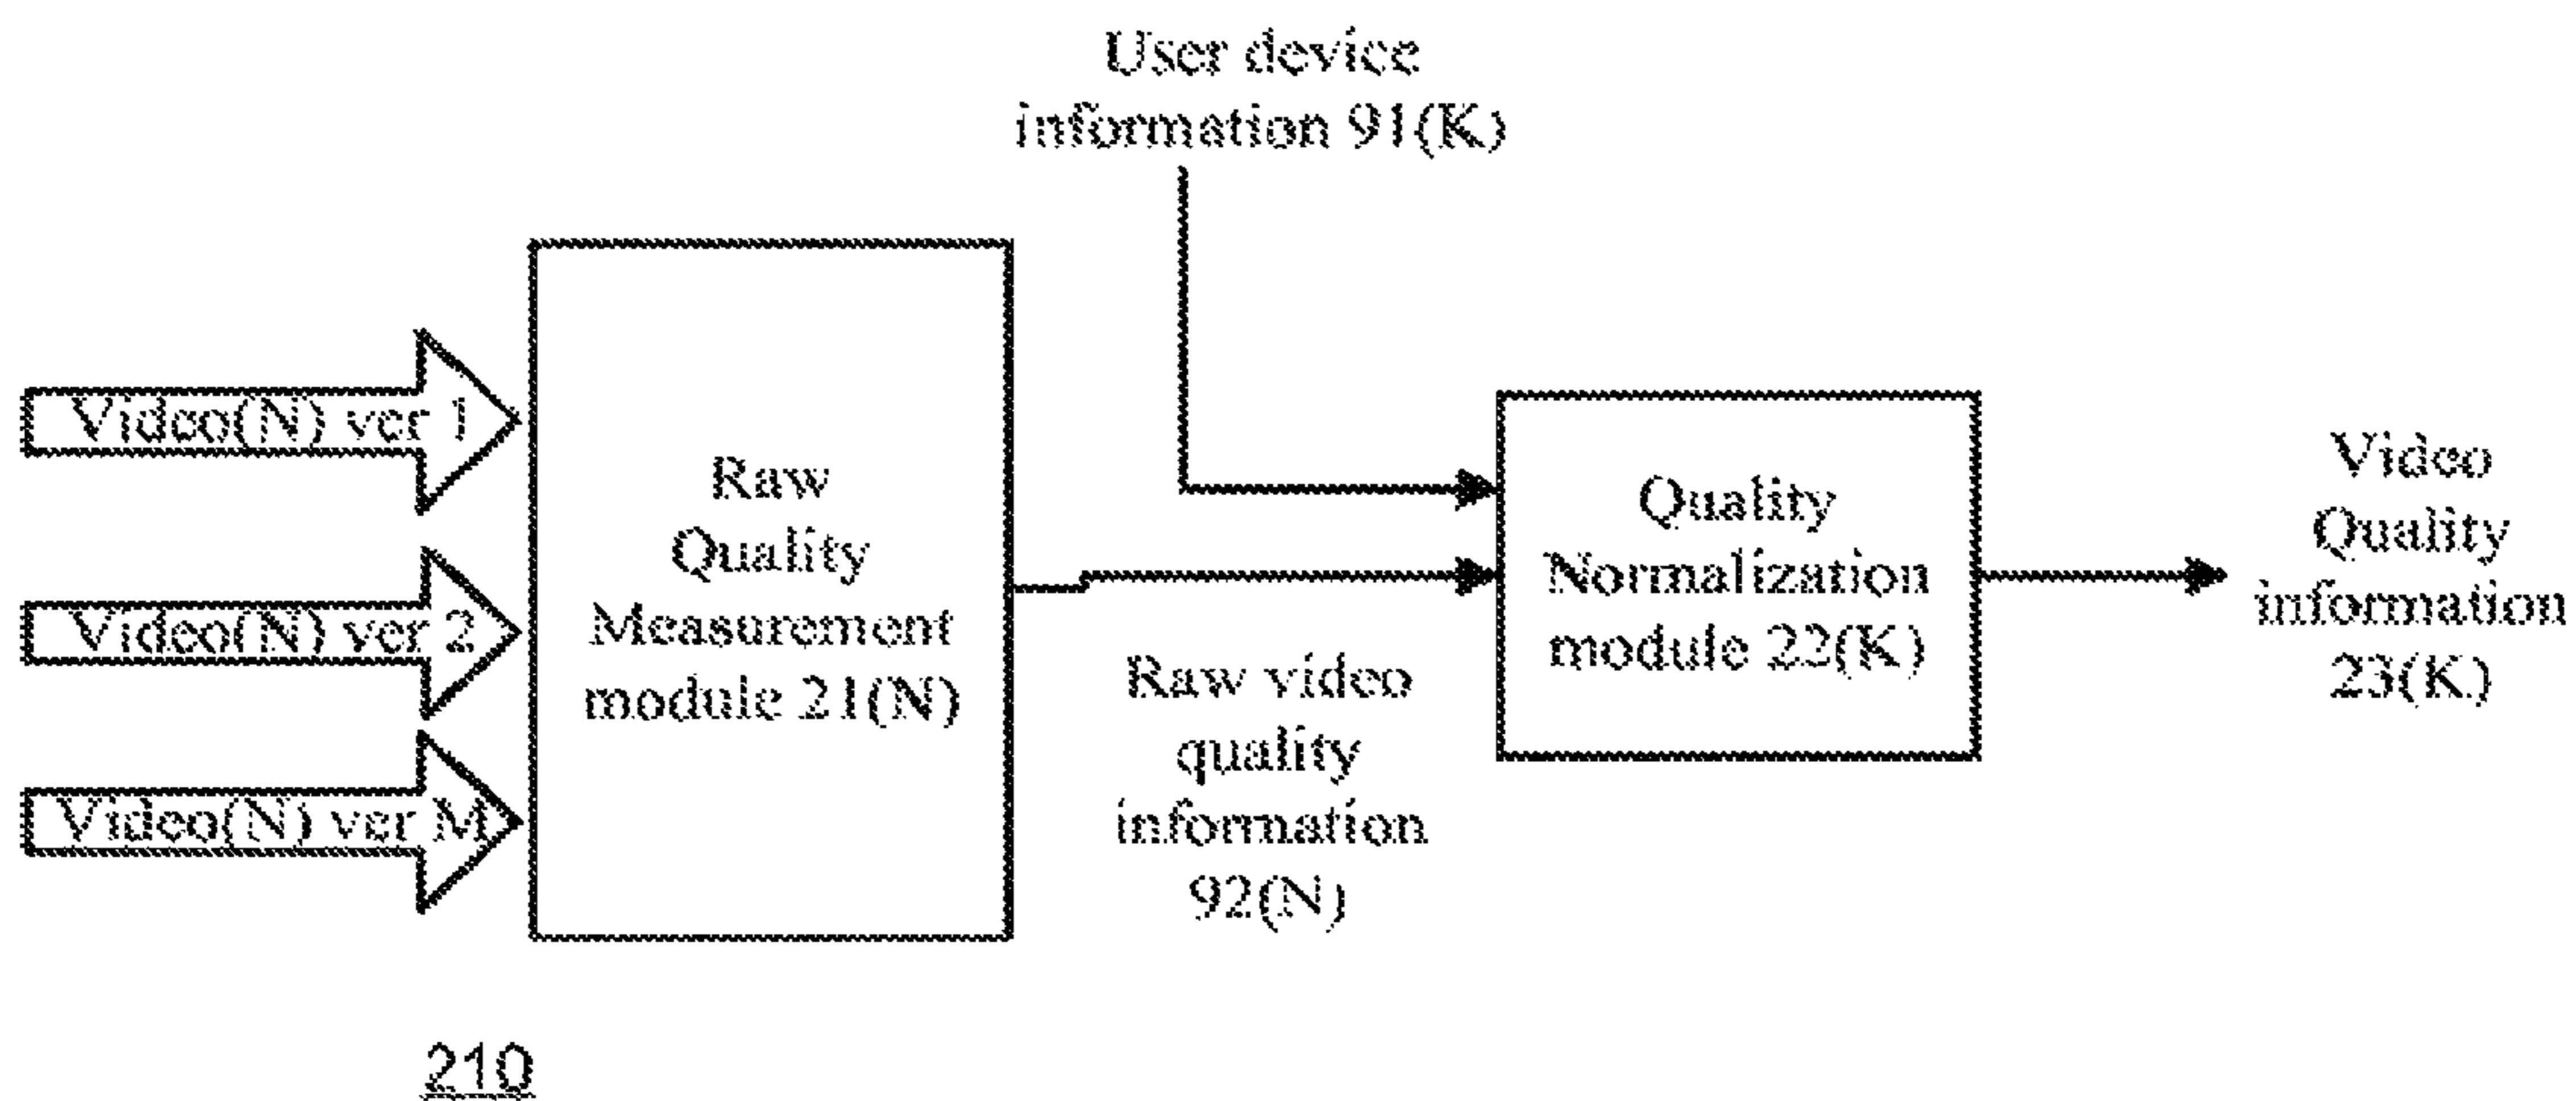 User device
information 91(K)
Video(N) ver 1
Video(N) ver 2
Video(N) ver M
Raw
Quality
Measurement
module 21(N)
Raw video
quality
information
92(N)
Quality
Normalization
module 22(K)
Video
Quality
information
23(K)
210